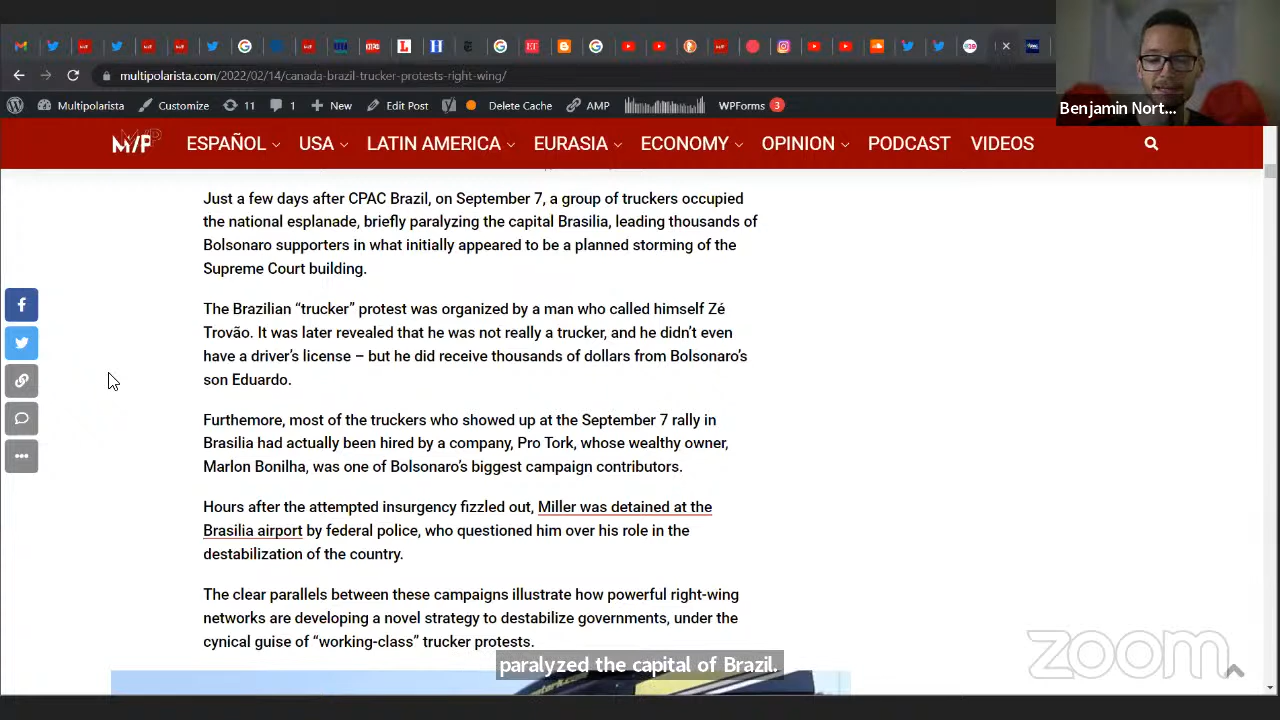 multipolarista.com/2022/02/14/canada-brazil-trucker-protests-right-wing/
Benjamin Nort...
Multipolarista Customize 11 1 New Edit Post Delete Cache AMP WPForms 3
M/P ESPAÑOL USA LATIN AMERICA EURASIA ECONOMY OPINION PODCAST VIDEOS
Just a few days after CPAC Brazil, on September 7, a group of truckers occupied
the national esplanade, briefly paralyzing the capital Brasilia, leading thousands of
Bolsonaro supporters in what initially appeared to be a planned storming of the
Supreme Court building.
The Brazilian “trucker” protest was organized by a man who called himself Zé
Trovão. It was later revealed that he was not really a trucker, and he didn’t even
have a driver’s license – but he did receive thousands of dollars from Bolsonaro’s
son Eduardo.
Furthermore, most of the truckers who showed up at the September 7 rally in
Brasilia had actually been hired by a company, Pro Tork, whose wealthy owner,
Marlon Bonilha, was one of Bolsonaro’s biggest campaign contributors.
Hours after the attempted insurgency fizzled out, Miller was detained at the
Brasilia airport by federal police, who questioned him over his role in the
destabilization of the country.
The clear parallels between these campaigns illustrate how powerful right-wing
networks are developing a novel strategy to destabilize governments, under the
cynical guise of “working-class” trucker protests.
paralyzed the capital of Brazil.
zoom